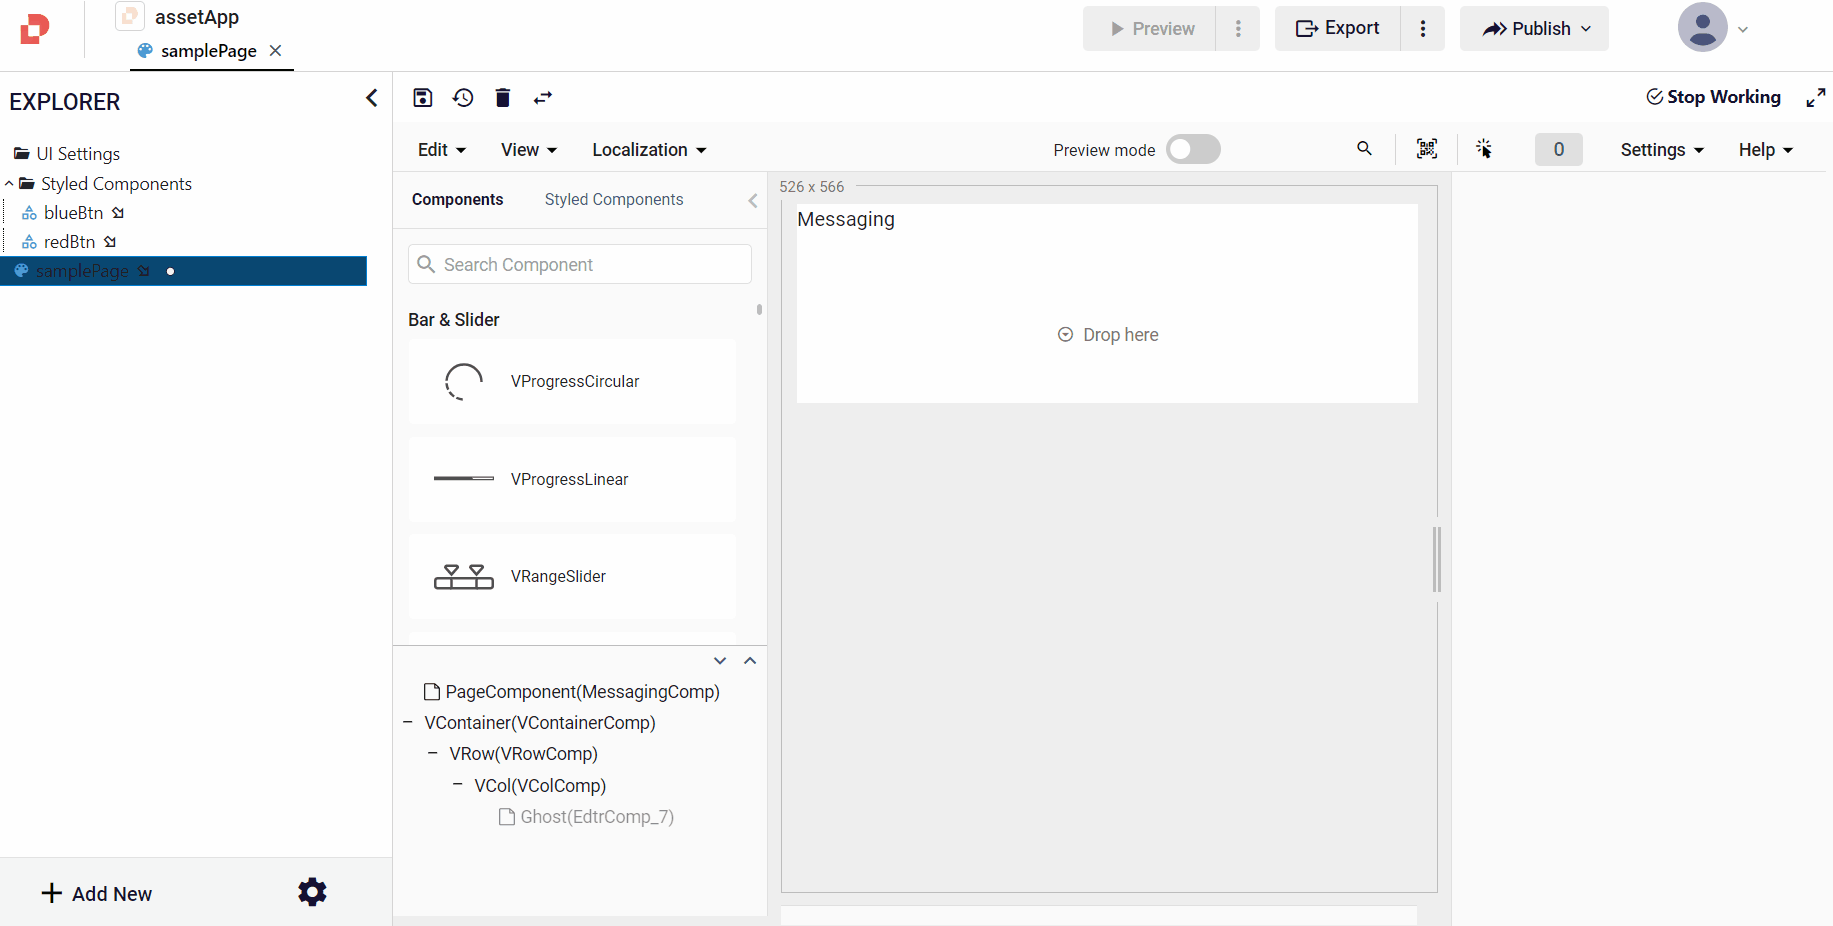 assetApp
samplePage
Preview
Export
Publish
EXPLORER
Stop Working
UI Settings
Styled Components
blueBtn
redBtn
samplePage
Edit
View
Localization
Preview mode
0
Settings
Help
Components
Styled Components
Search Component
Bar & Slider
VProgressCircular
VProgressLinear
VRangeSlider
526 x 566
Messaging
Drop here
PageComponent(MessagingComp)
VContainer(VContainerComp)
VRow(VRowComp)
VCol(VColComp)
Ghost(EdtrComp_7)
Add New